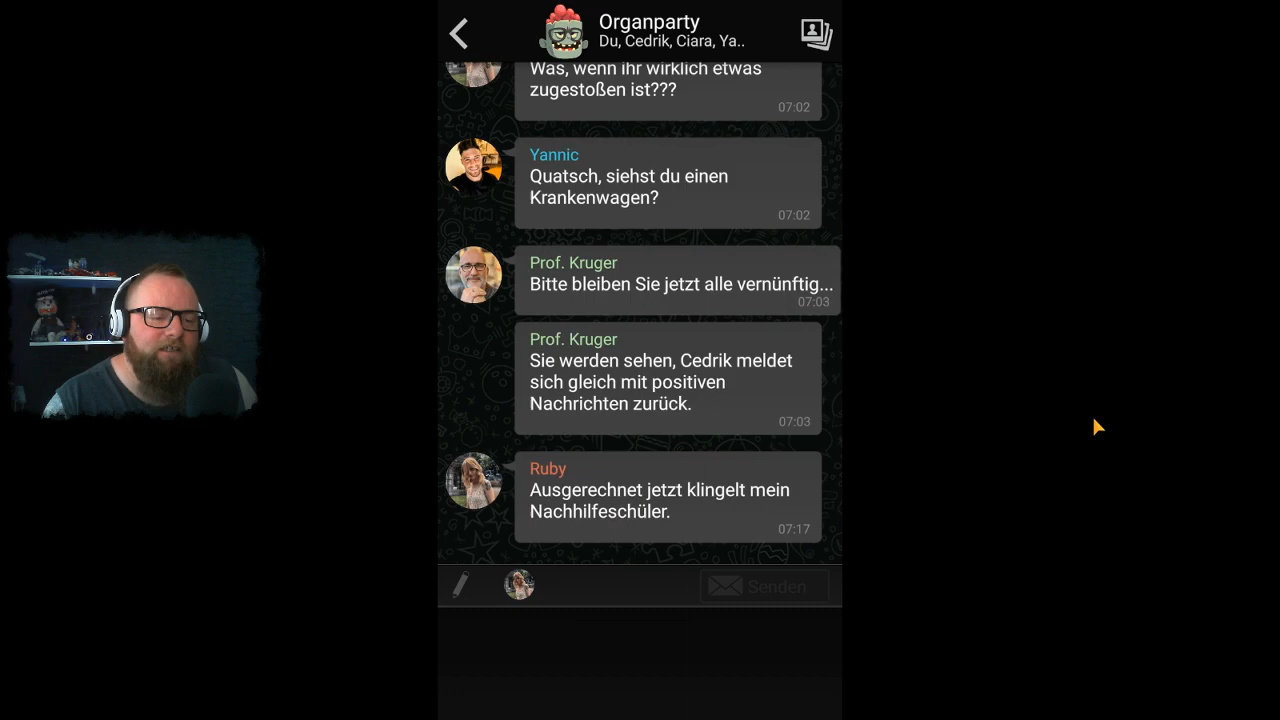 Organparty
Du, Cedrik, Ciara, Ya..
Was, wenn ihr wirklich etwas
zugestoßen ist???
07:02
Yannic
Quatsch, siehst du einen
Krankenwagen?
07:02
Prof. Kruger
Bitte bleiben Sie jetzt alle vernünftig...
07:03
Prof. Kruger
Sie werden sehen, Cedrik meldet
sich gleich mit positiven
Nachrichten zurück.
07:03
Ruby
Ausgerechnet jetzt klingelt mein
Nachhilfeschüler.
07:17
Senden